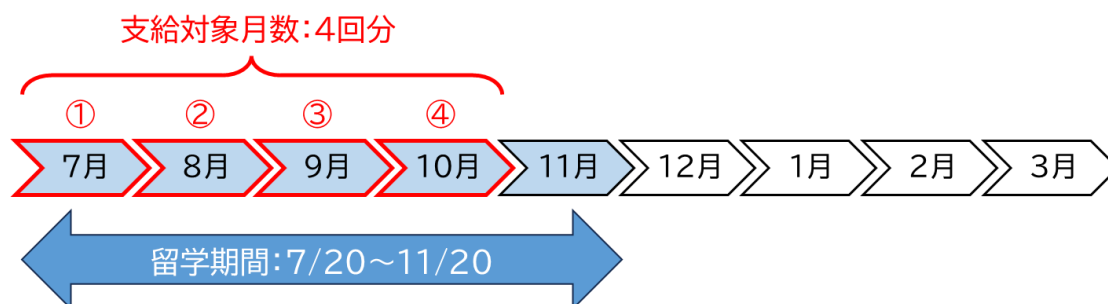 支給対象月数:4回分
① ② ③ ④
7月 8月 9月 10月 11月 12月 1月 2月 3月
留学期間:7/20~11/20